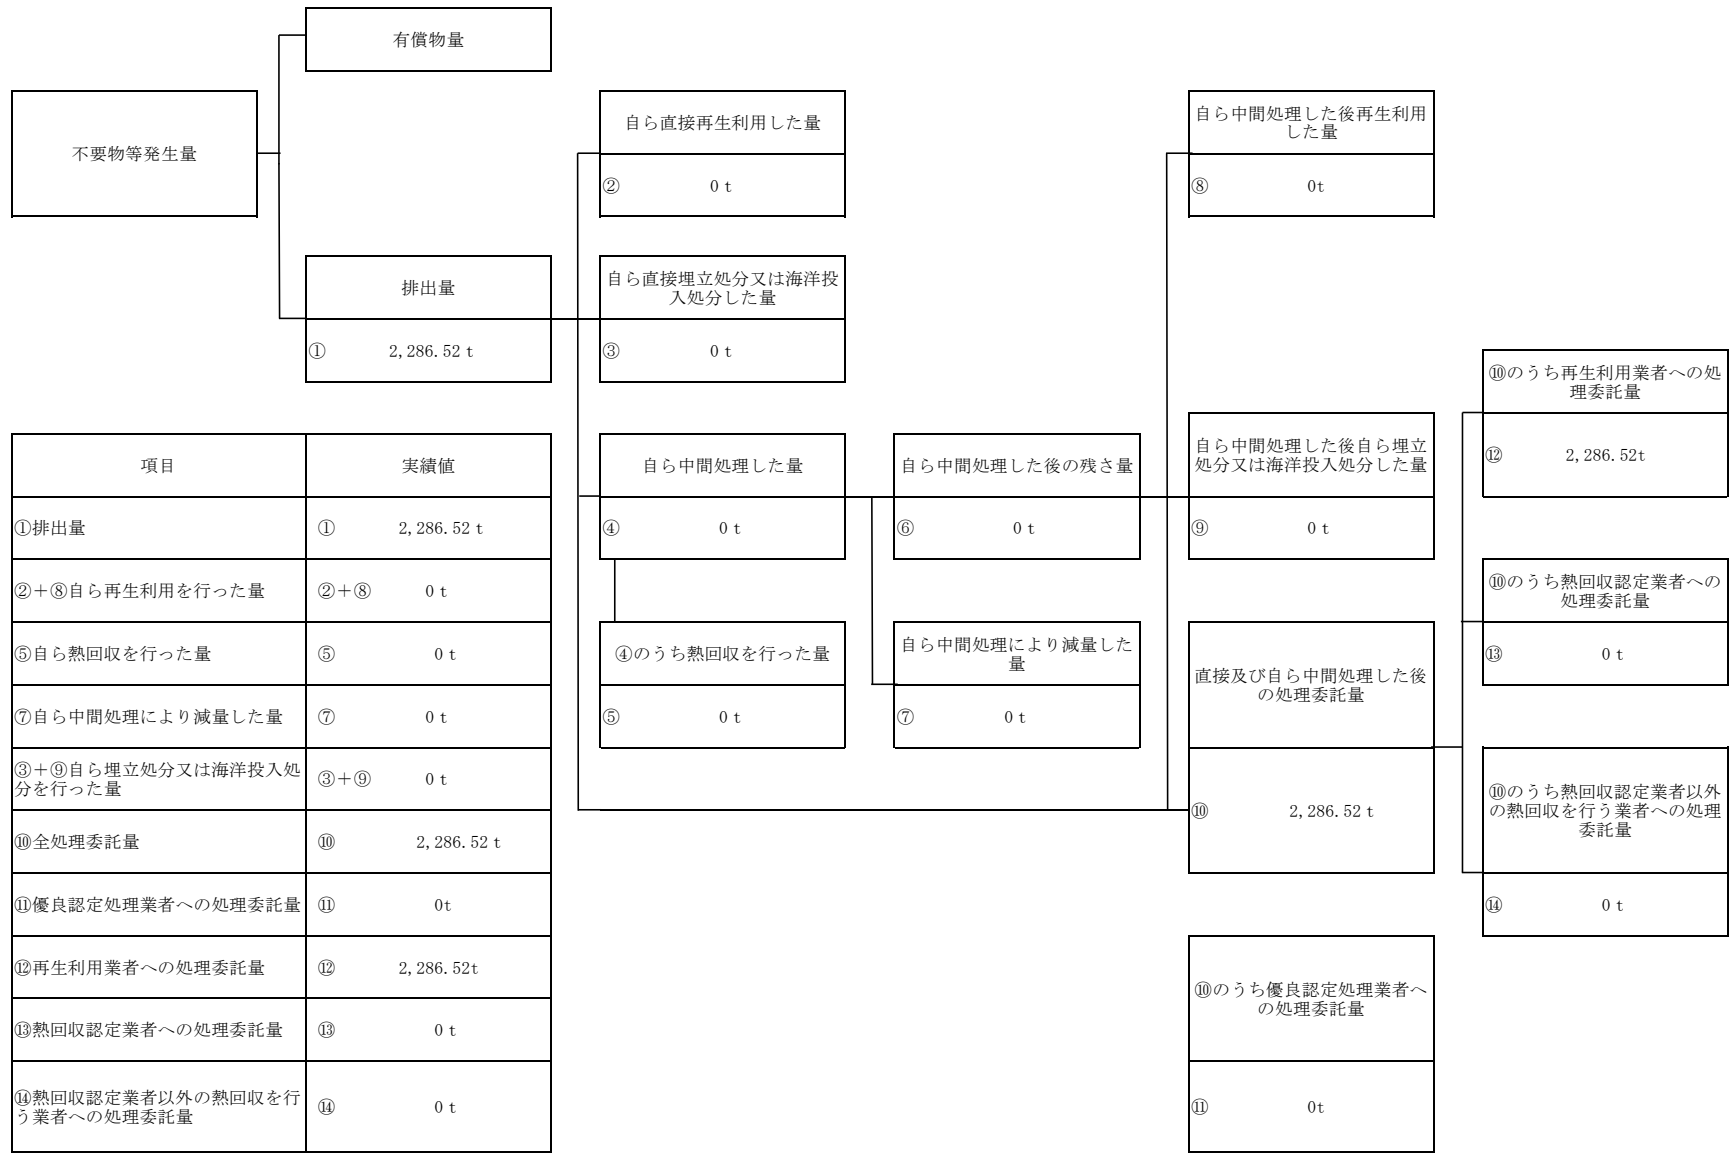 有償物量
不要物等発生量
自ら直接再生利用した量
② 0 t
自ら中間処理した後再生利用
した量
⑧ 0t
排出量
① 2,286.52 t
自ら直接埋立処分又は海洋投
入処分した量
③ 0 t
自ら中間処理した量
④ 0 t
自ら中間処理した後の残さ量
⑥ 0 t
自ら中間処理した後自ら埋立
処分又は海洋投入処分した量
⑨ 0 t
⑩のうち再生利用業者への処
理委託量
⑫ 2,286.52t
④のうち熱回収を行った量
⑤ 0 t
自ら中間処理により減量した
量
⑦ 0 t
直接及び自ら中間処理した後
の処理委託量
⑩ 2,286.52 t
⑩のうち熱回収認定業者への
処理委託量
⑬ 0 t
⑩のうち熱回収認定業者以外
の熱回収を行う業者への処理
委託量
⑭ 0 t
⑩のうち優良認定処理業者へ
の処理委託量
⑪ 0t
項目 実績値
①排出量 ① 2,286.52 t
②＋⑧自ら再生利用を行った量 ②＋⑧ 0 t
⑤自ら熱回収を行った量 ⑤ 0 t
⑦自ら中間処理により減量した量 ⑦ 0 t
③＋⑨自ら埋立処分又は海洋投入処
分を行った量 ③＋⑨ 0 t
⑩全処理委託量 ⑩ 2,286.52 t
⑪優良認定処理業者への処理委託量 ⑪ 0t
⑫再生利用業者への処理委託量 ⑫ 2,286.52t
⑬熱回収認定業者への処理委託量 ⑬ 0 t
⑭熱回収認定業者以外の熱回収を行
う業者への処理委託量 ⑭ 0 t